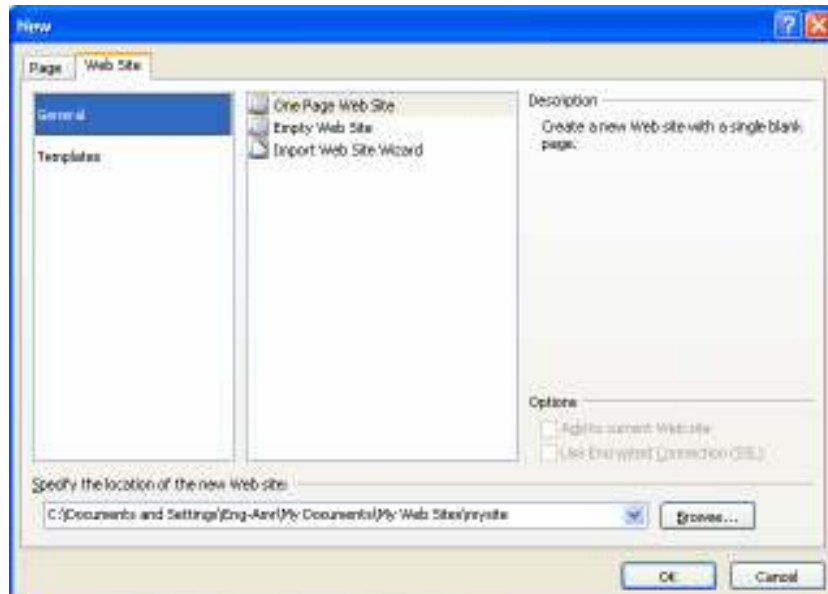 New
Page
Web Site
General
Templates
One Page Web Site
Empty Web Site
Import Web Site Wizard
Description
Create a new Web site with a single blank
page.
Options
Add to current Web site
Use Encrypted Connection (SSL)
Specify the location of the new Web site:
C:\Documents and Settings\Eng-Amr\My Documents\My Web Sites\mysite
Browse...
OK
Cancel